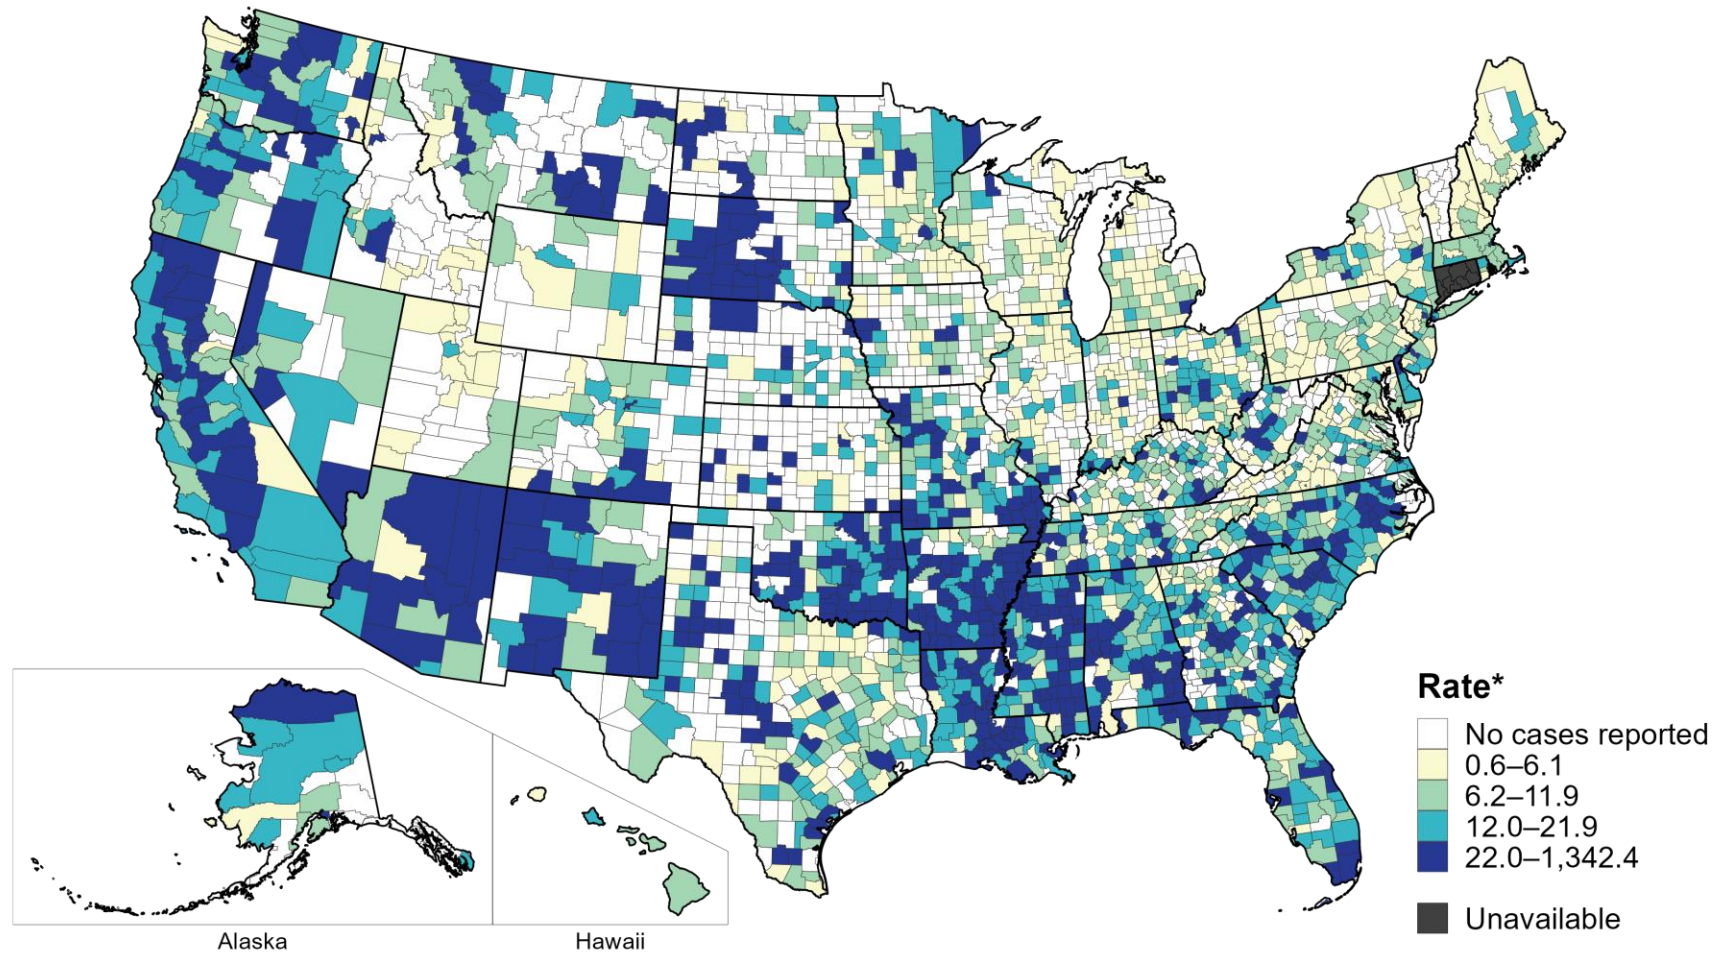 Rate*
No cases reported
0.6–6.1
6.2–11.9
12.0–21.9
22.0–1,342.4
Unavailable
Alaska
Hawaii